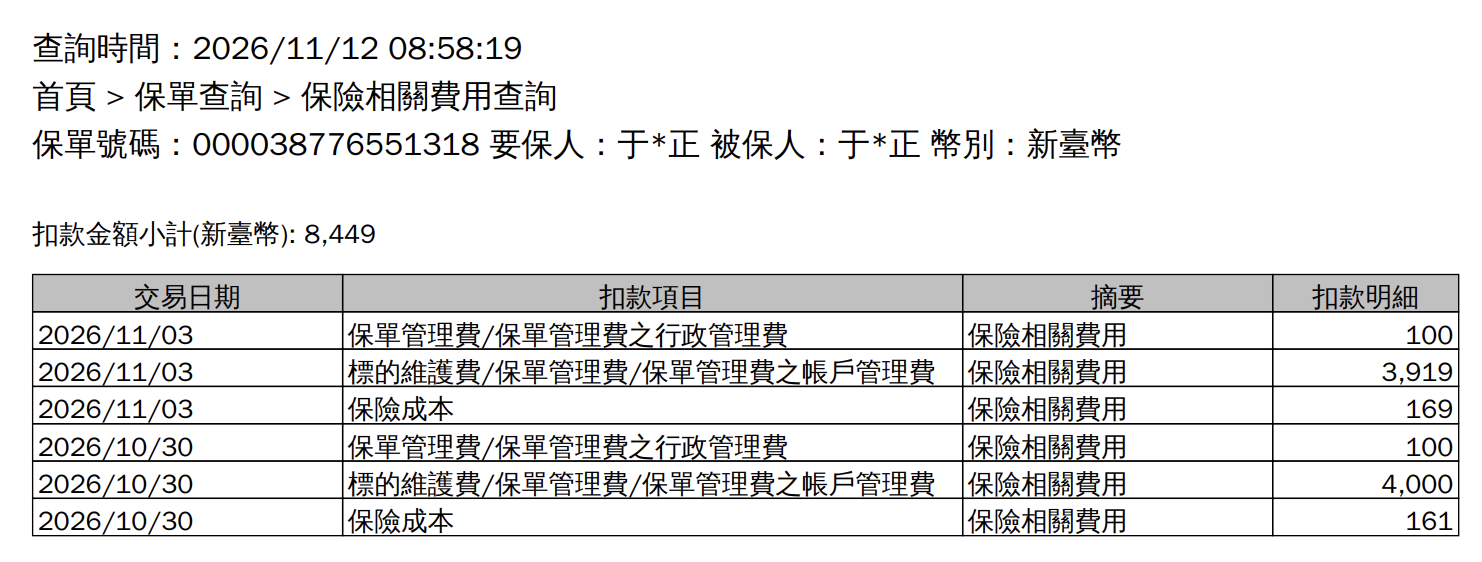 查詢時間：2026/11/12 08:58:19
首頁 > 保單查詢 > 保險相關費用查詢
保單號碼：000038776551318 要保人：于*正 被保人：于*正 幣別：新臺幣
扣款金額小計(新臺幣): 8,449
交易日期 扣款項目 摘要 扣款明細
2026/11/03 保單管理費/保單管理費之行政管理費 保險相關費用 100
2026/11/03 標的維護費/保單管理費/保單管理費之帳戶管理費 保險相關費用 3,919
2026/11/03 保險成本 保險相關費用 169
2026/10/30 保單管理費/保單管理費之行政管理費 保險相關費用 100
2026/10/30 標的維護費/保單管理費/保單管理費之帳戶管理費 保險相關費用 4,000
2026/10/30 保險成本 保險相關費用 161